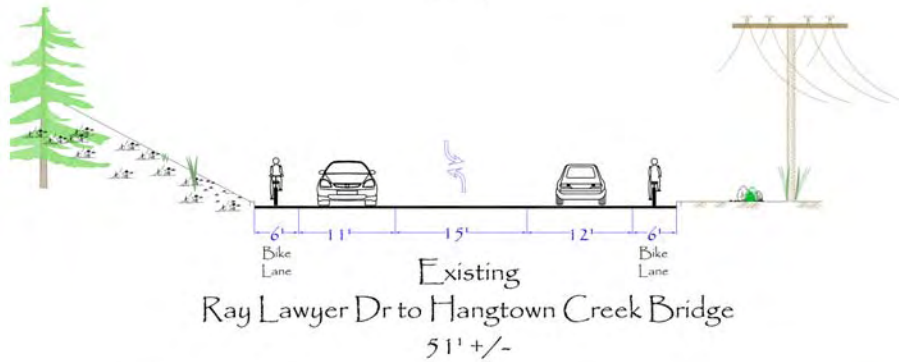 6' 11' 15' 12' 6'
Bike Lane
Bike Lane
Existing
Ray Lawyer Dr to Hangtown Creek Bridge
51' +/-